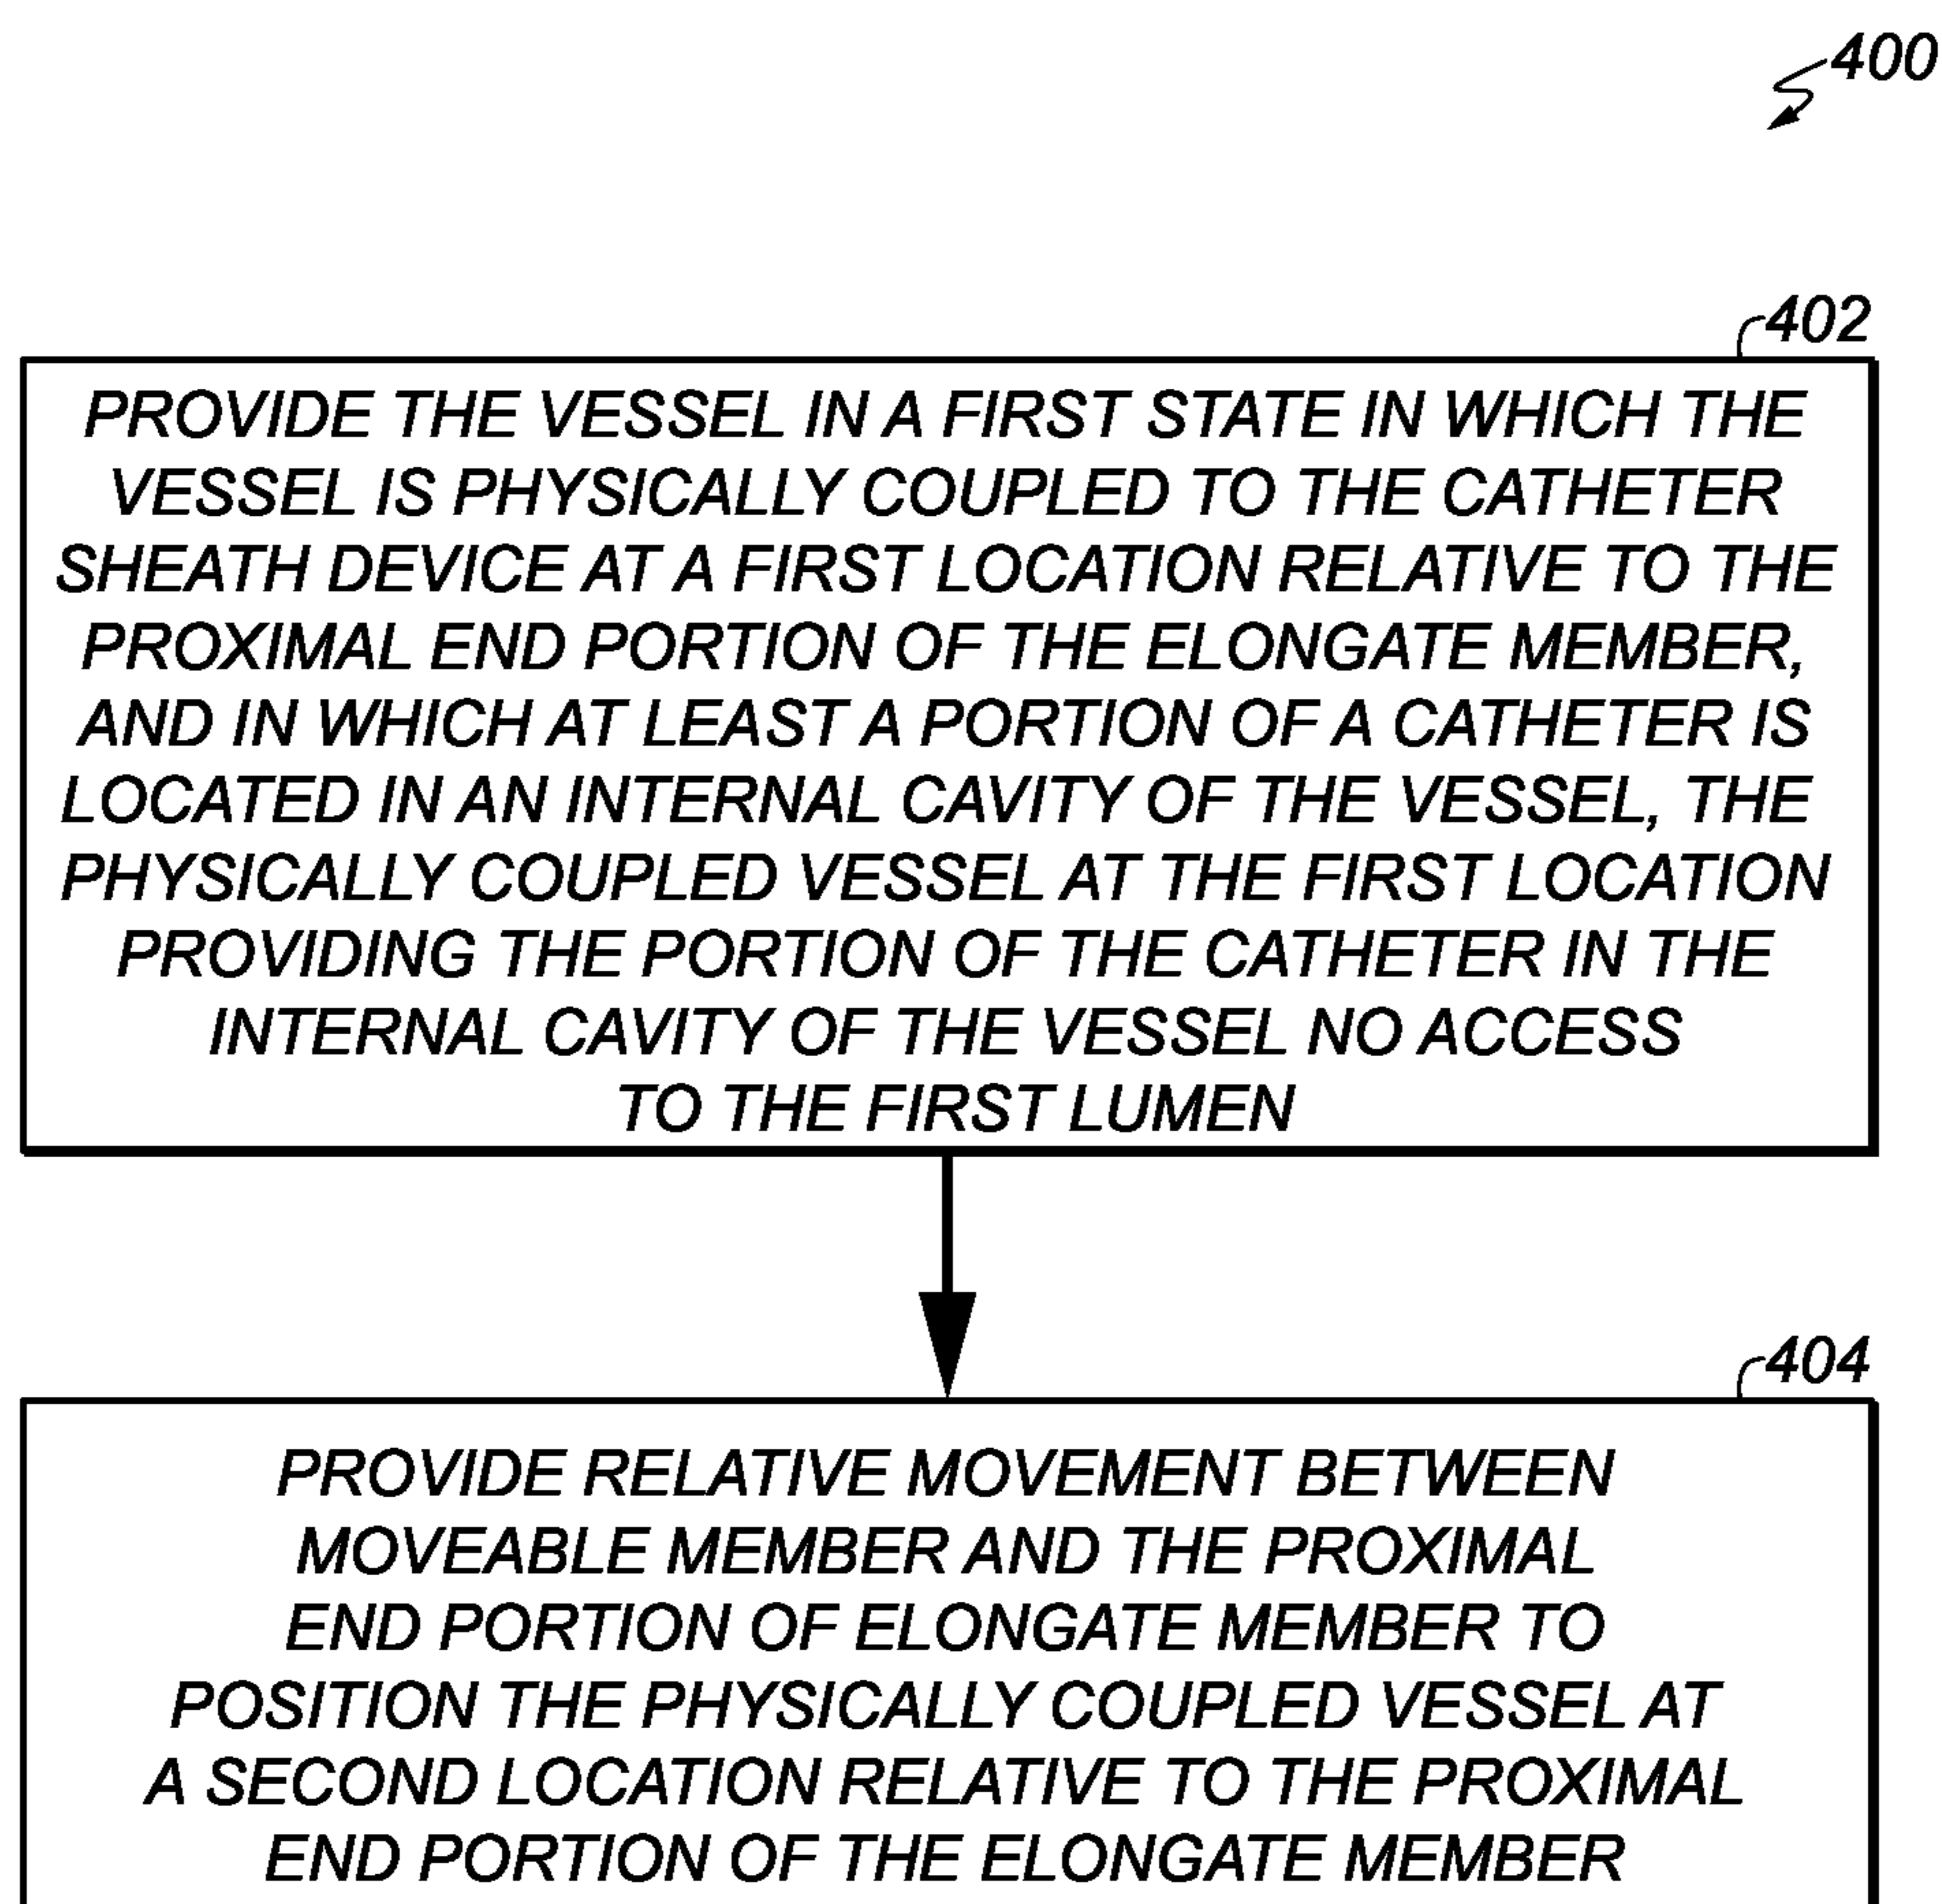 400
402
PROVIDE THE VESSEL IN A FIRST STATE IN WHICH THE
VESSEL IS PHYSICALLY COUPLED TO THE CATHETER
SHEATH DEVICE AT A FIRST LOCATION RELATIVE TO THE
PROXIMAL END PORTION OF THE ELONGATE MEMBER,
AND IN WHICH AT LEAST A PORTION OF A CATHETER IS
LOCATED IN AN INTERNAL CAVITY OF THE VESSEL, THE
PHYSICALLY COUPLED VESSEL AT THE FIRST LOCATION
PROVIDING THE PORTION OF THE CATHETER IN THE
INTERNAL CAVITY OF THE VESSEL NO ACCESS
TO THE FIRST LUMEN
404
PROVIDE RELATIVE MOVEMENT BETWEEN
MOVEABLE MEMBER AND THE PROXIMAL
END PORTION OF ELONGATE MEMBER TO
POSITION THE PHYSICALLY COUPLED VESSEL AT
A SECOND LOCATION RELATIVE TO THE PROXIMAL
END PORTION OF THE ELONGATE MEMBER